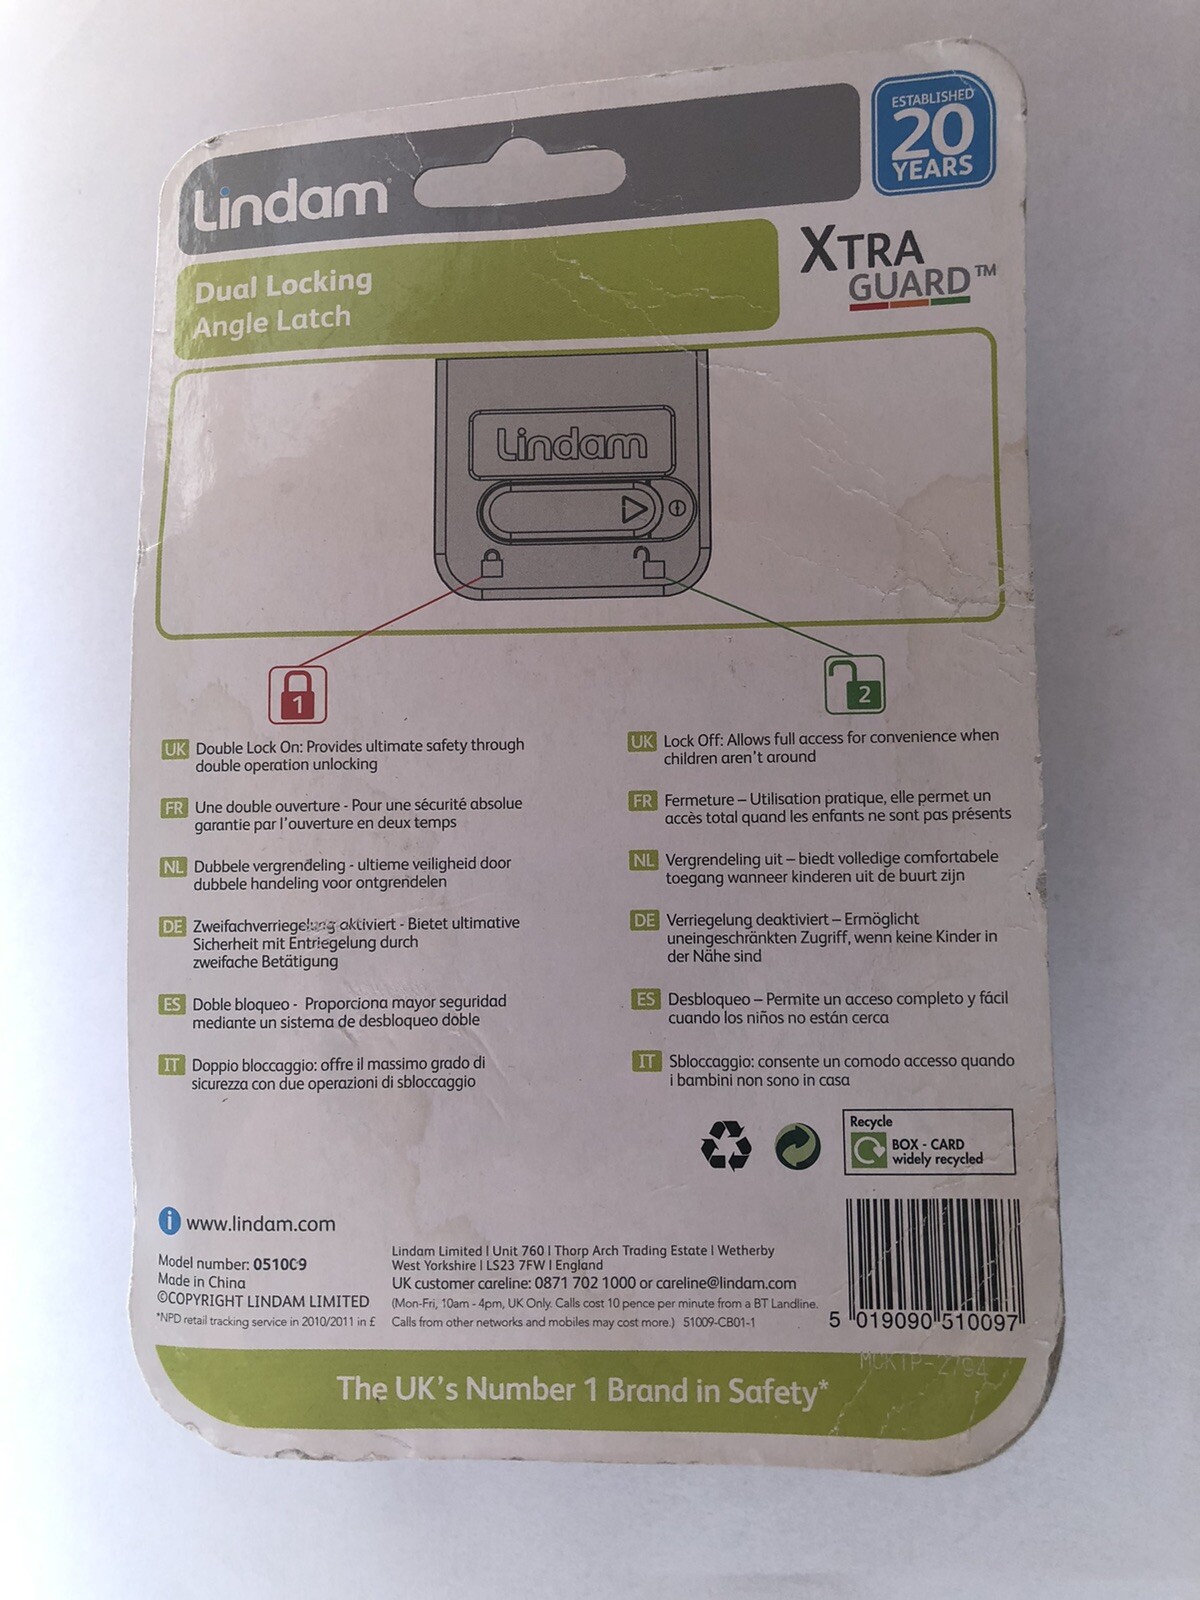 Lindam
ESTABLISHED
20
YEARS
Dual Locking
Angle Latch
XTRA
GUARD™
Lindam
1
2
UK Double Lock On: Provides ultimate safety through
double operation unlocking
FR Une double ouverture - Pour une sécurité absolue
garantie par l'ouverture en deux temps
NL Dubbele vergrendeling - ultieme veiligheid door
dubbele handeling voor ontgrendelen
DE Zweifachverriegelung aktiviert - Bietet ultimative
Sicherheit mit Entriegelung durch
zweifache Betätigung
ES Doble bloqueo - Proporciona mayor seguridad
mediante un sistema de desbloqueo doble
IT Doppio bloccaggio: offre il massimo grado di
sicurezza con due operazioni di sbloccaggio
UK Lock Off: Allows full access for convenience when
children aren't around
FR Fermeture – Utilisation pratique, elle permet un
accès total quand les enfants ne sont pas présents
NL Vergrendeling uit – biedt volledige comfortabele
toegang wanneer kinderen uit de buurt zijn
DE Verriegelung deaktiviert – Ermöglicht
uneingeschränkten Zugriff, wenn keine Kinder in
der Nähe sind
ES Desbloqueo – Permite un acceso completo y fácil
cuando los niños no están cerca
IT Sbloccaggio: consente un comodo accesso quando
i bambini non sono in casa
Recycle
BOX - CARD
widely recycled
i www.lindam.com
Model number: 051009
Made in China
©COPYRIGHT LINDAM LIMITED
*NPD retail tracking service in 2010/2011 in £
Lindam Limited | Unit 760 | Thorp Arch Trading Estate | Wetherby
West Yorkshire | LS23 7FW | England
UK customer careline: 0871 702 1000 or careline@lindam.com
(Mon-Fri, 10am - 4pm, UK Only. Calls cost 10 pence per minute from a BT Landline.
Calls from other networks and mobiles may cost more.) 51009-CB01-1
5 019090 510097
The UK's Number 1 Brand in Safety*